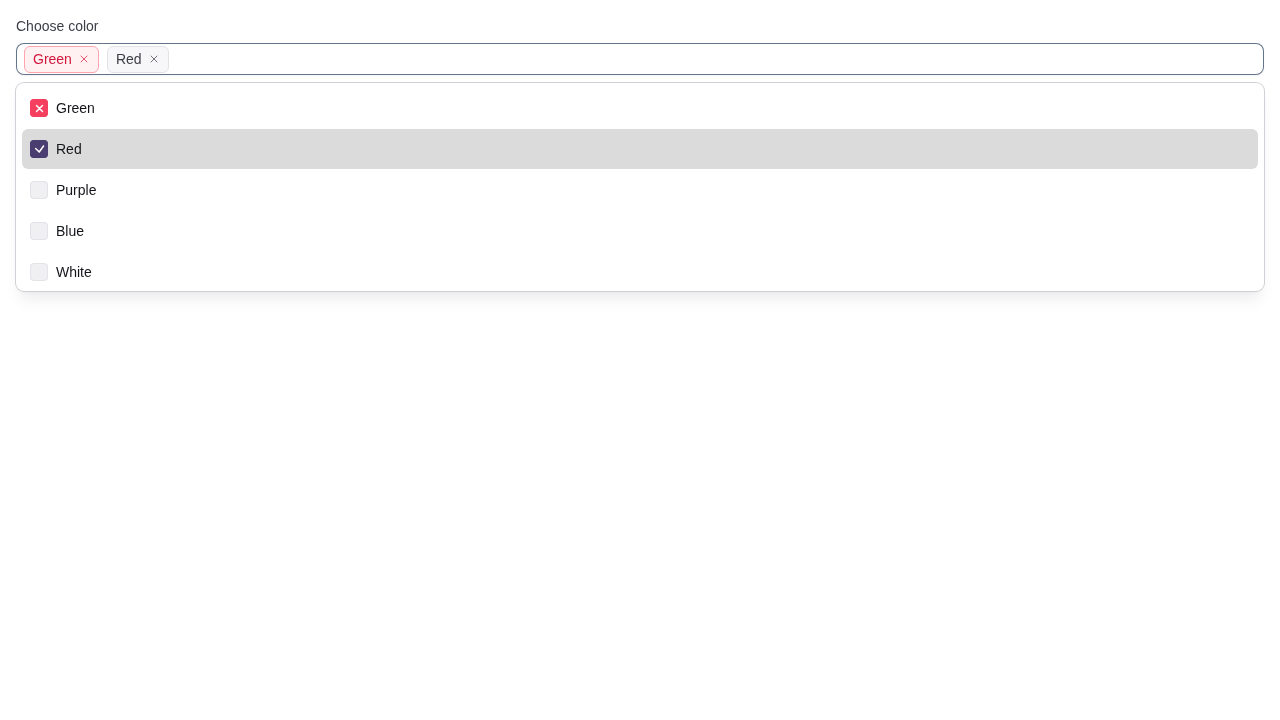 Choose color
Green Red
Green
Red
Purple
Blue
White